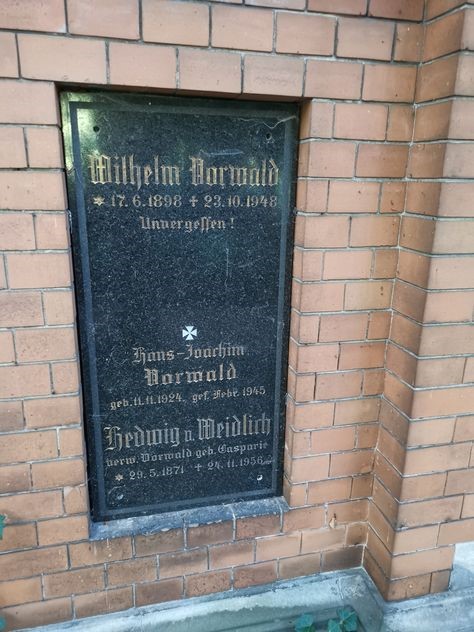 Wilhelm Vorwald
* 17.6.1898 † 23.10.1948
Unvergessen!
Hans-Joachim
Vorwald
geb. 11.11.1924, gef. Febr. 1945
Hedwig v. Weidlich
verw. Vorwald geb. Casparie
* 29.5.1871 † 24.11.1956